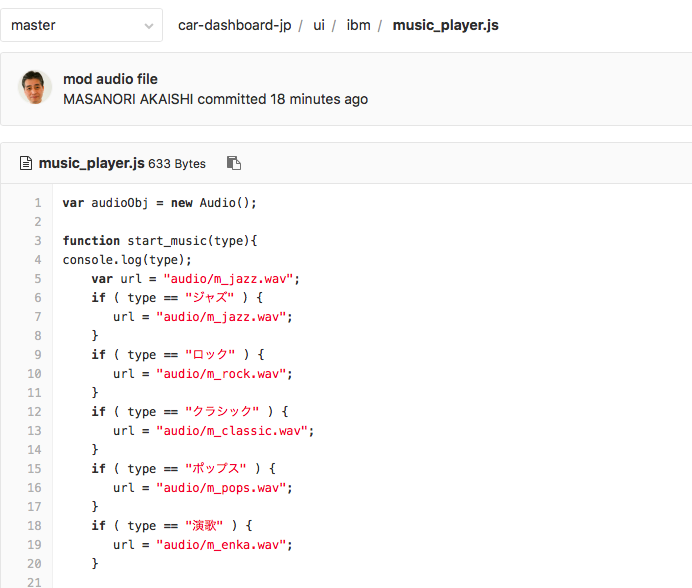 master
car-dashboard-jp / ui / ibm / music_player.js
mod audio file
MASANORI AKAISHI committed 18 minutes ago
music_player.js 633 Bytes
1 var audioObj = new Audio();
2
3 function start_music(type){
4 console.log(type);
5 var url = "audio/m_jazz.wav";
6 if ( type == "ジャズ" ) {
7 url = "audio/m_jazz.wav";
8 }
9 if ( type == "ロック" ) {
10 url = "audio/m_rock.wav";
11 }
12 if ( type == "クラシック" ) {
13 url = "audio/m_classic.wav";
14 }
15 if ( type == "ポップス" ) {
16 url = "audio/m_pops.wav";
17 }
18 if ( type == "演歌" ) {
19 url = "audio/m_enka.wav";
20 }
21